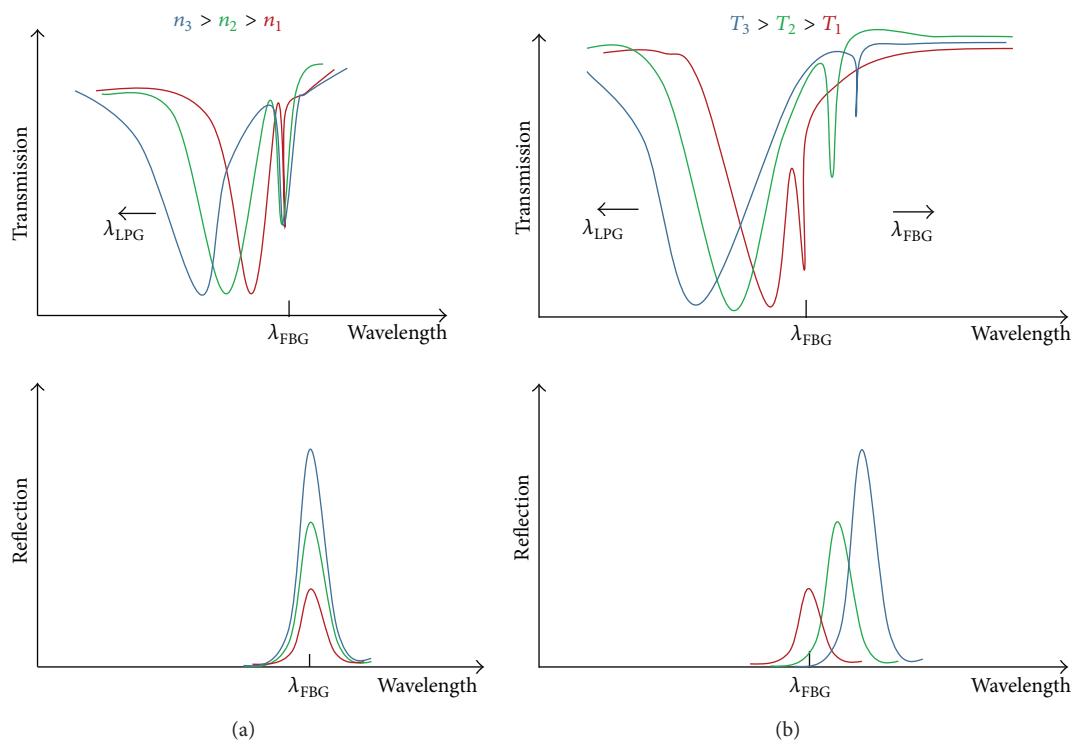 n₃ > n₂ > n₁
Transmission
λLPG
λFBG
Wavelength
T₃ > T₂ > T₁
Transmission
λLPG
λFBG
λFBG
Wavelength
Reflection
λFBG
Wavelength
(a)
Reflection
λFBG
Wavelength
(b)